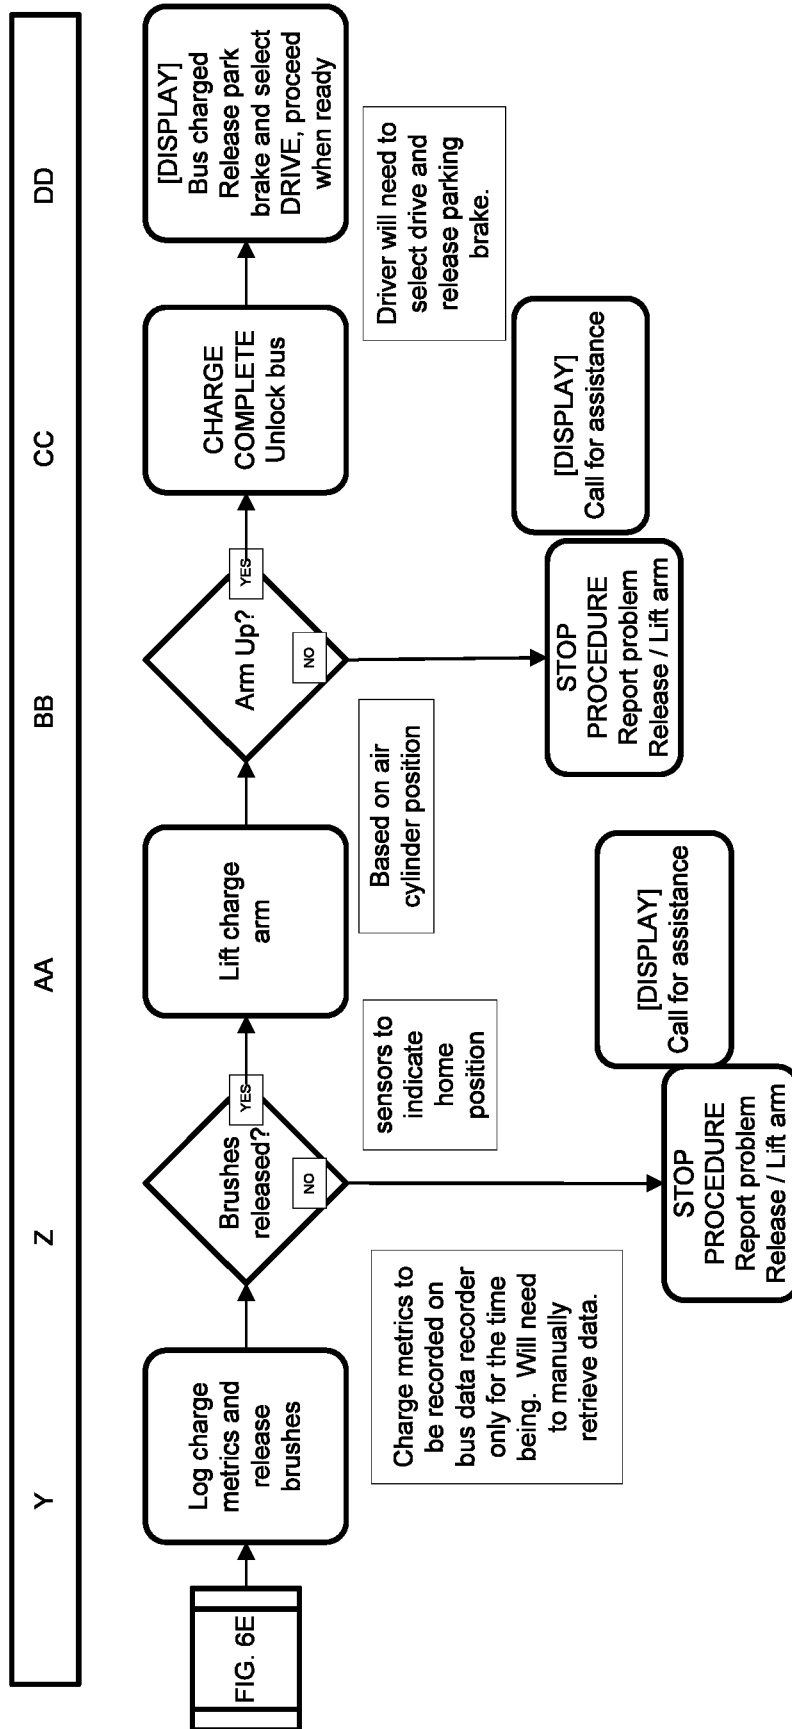 Y
Z
AA
BB
CC
DD
FIG. 6E
Log charge
metrics and
release
brushes
Brushes
released?
YES
NO
Lift charge
arm
Arm Up?
YES
NO
CHARGE
COMPLETE
Unlock bus
[DISPLAY]
Bus charged
Release park
brake and select
DRIVE, proceed
when ready
Charge metrics to
be recorded on
bus data recorder
only for the time
being.  Will need
to manually
retrieve data.
sensors to
indicate
home
position
Based on air
cylinder position
Driver will need to
select drive and
release parking
brake.
STOP
PROCEDURE
Report problem
Release / Lift arm
[DISPLAY]
Call for assistance
STOP
PROCEDURE
Report problem
Release / Lift arm
[DISPLAY]
Call for assistance